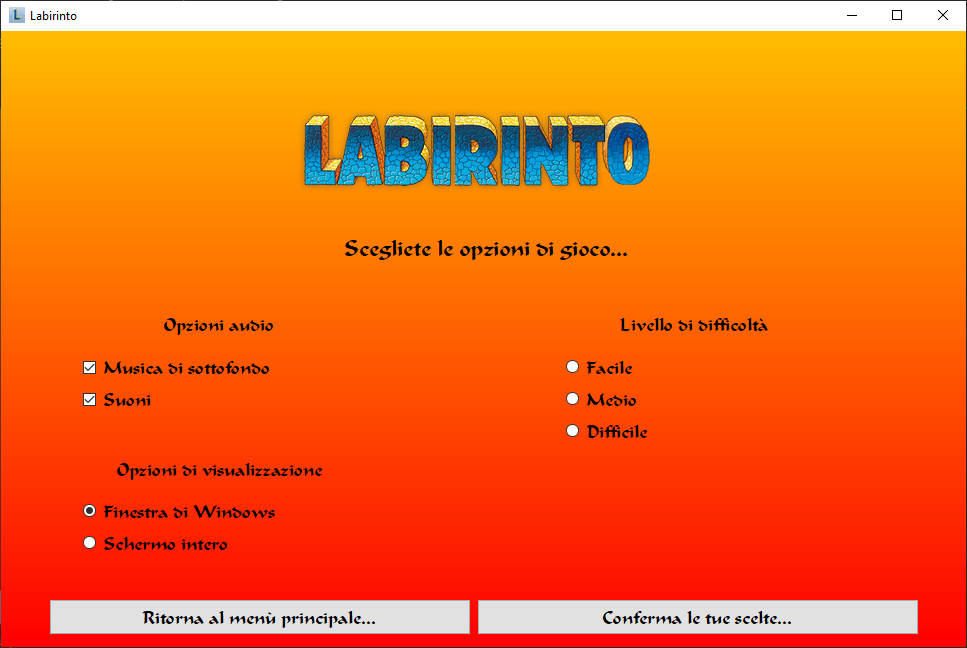 Labirinto
LABIRINTO
Scegliete le opzioni di gioco...
Opzioni audio
Musica di sottofondo
Suoni
Opzioni di visualizzazione
Finestra di Windows
Schermo intero
Livello di difficoltà
Facile
Medio
Difficile
Ritorna al menù principale...
Conferma le tue scelte...